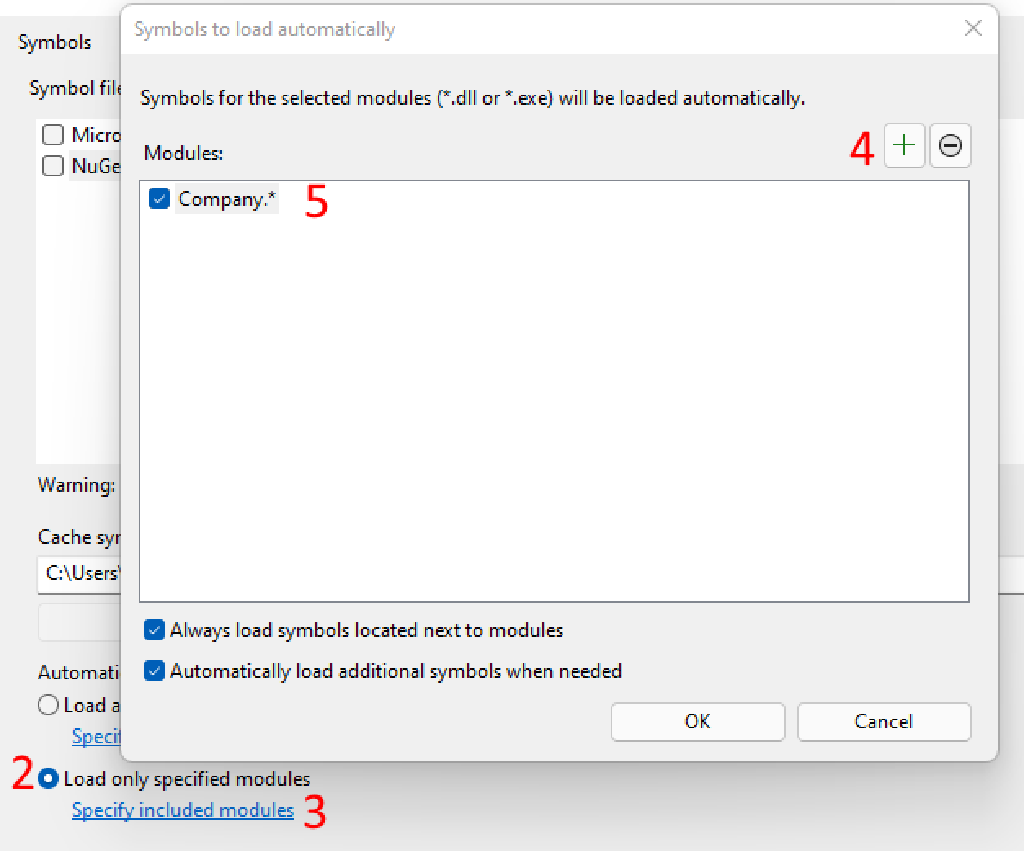 Symbols to load automatically
Symbols
Symbol file
Symbols for the selected modules (*.dll or *.exe) will be loaded automatically.
Micro
NuGe
Modules:
4
Company.*
5
Warning:
Cache syr
C:\Users\
Always load symbols located next to modules
Automatically load additional symbols when needed
Automati
Load a
Specif
OK
Cancel
2
Load only specified modules
Specify included modules
3